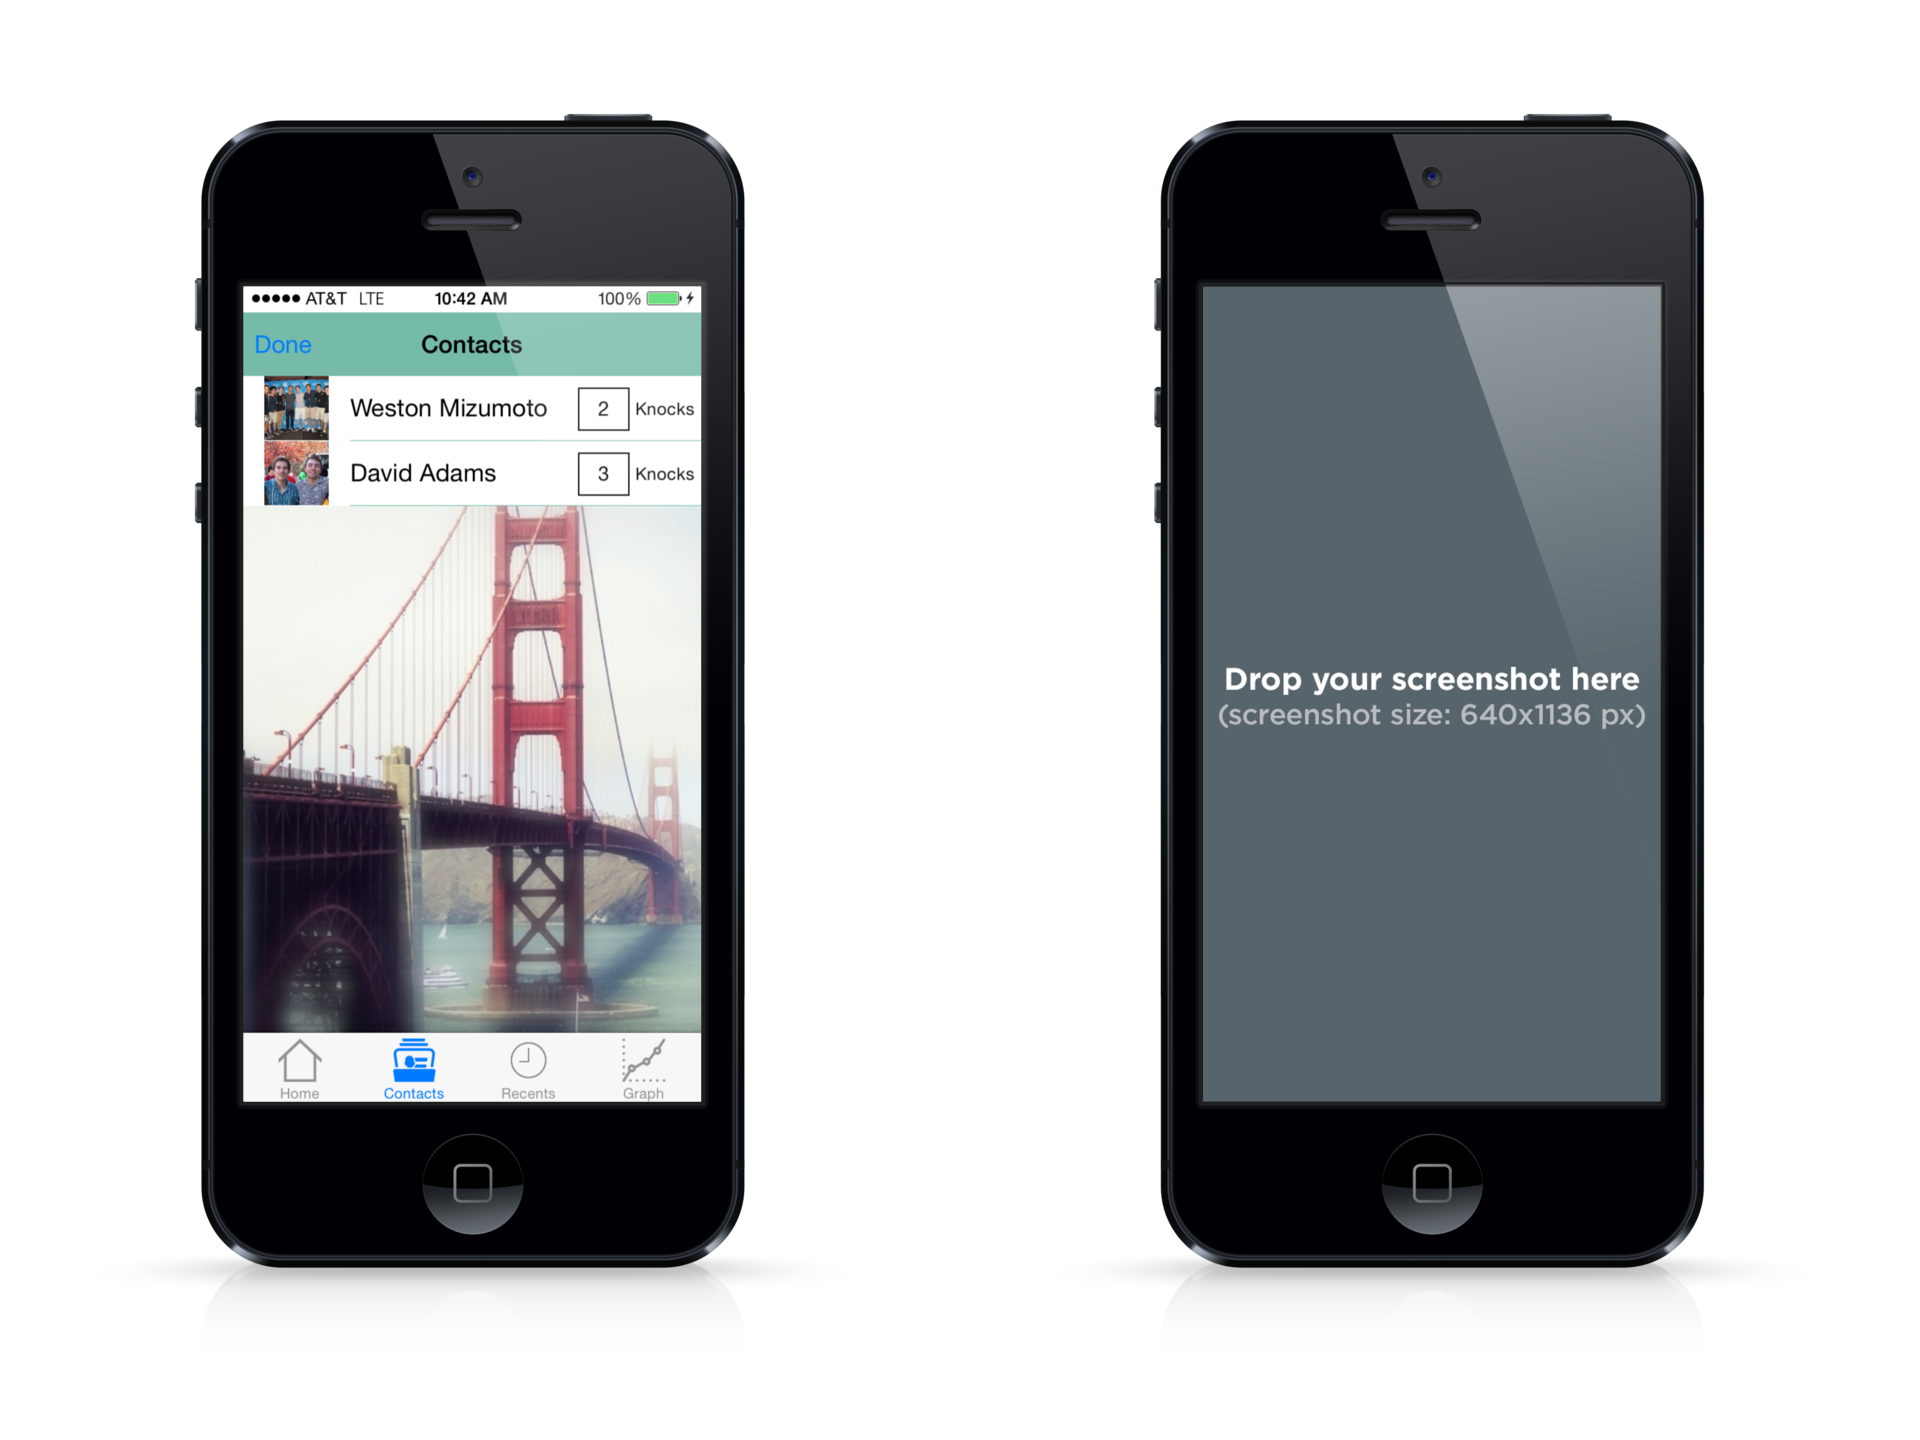 ●●●●● AT&T LTE 10:42 AM 100%
Done Contacts
Weston Mizumoto 2 Knocks
David Adams 3 Knocks
Home Contacts Recents Graph
Drop your screenshot here
(screenshot size: 640x1136 px)